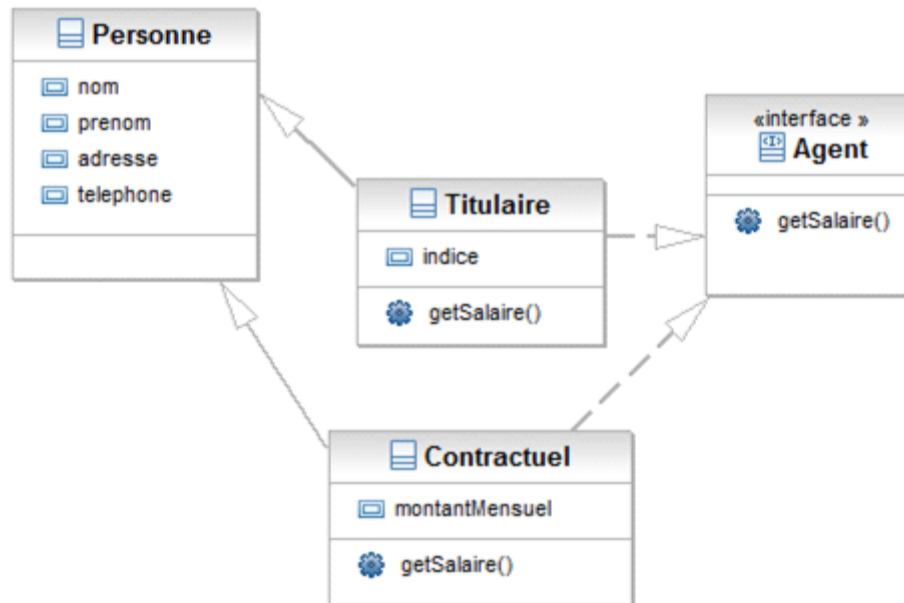 Personne
nom
prenom
adresse
telephone
«interface »
Agent
getSalaire()
Titulaire
indice
getSalaire()
Contractuel
montantMensuel
getSalaire()